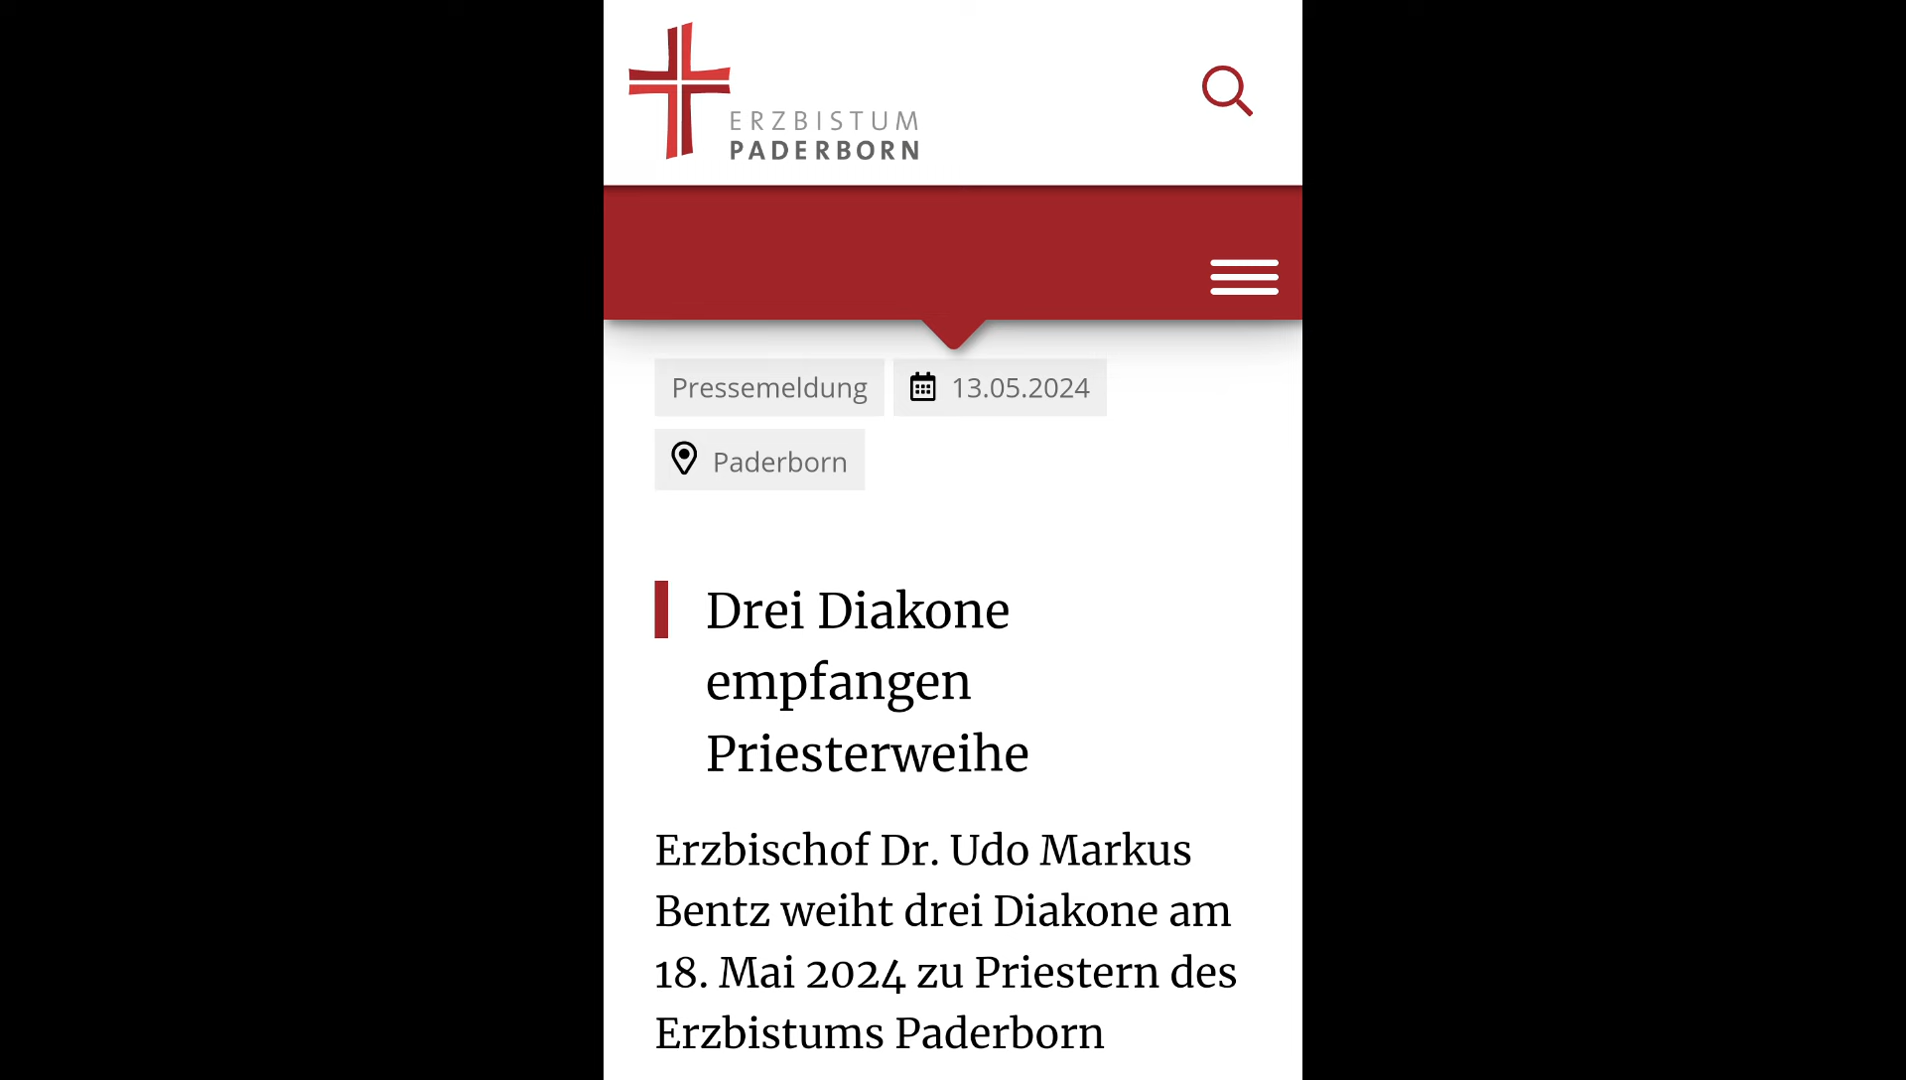 ERZBISTUM
PADERBORN
Pressemeldung
13.05.2024
Paderborn
Drei Diakone
empfangen
Priesterweihe
Erzbischof Dr. Udo Markus
Bentz weiht drei Diakone am
18. Mai 2024 zu Priestern des
Erzbistums Paderborn